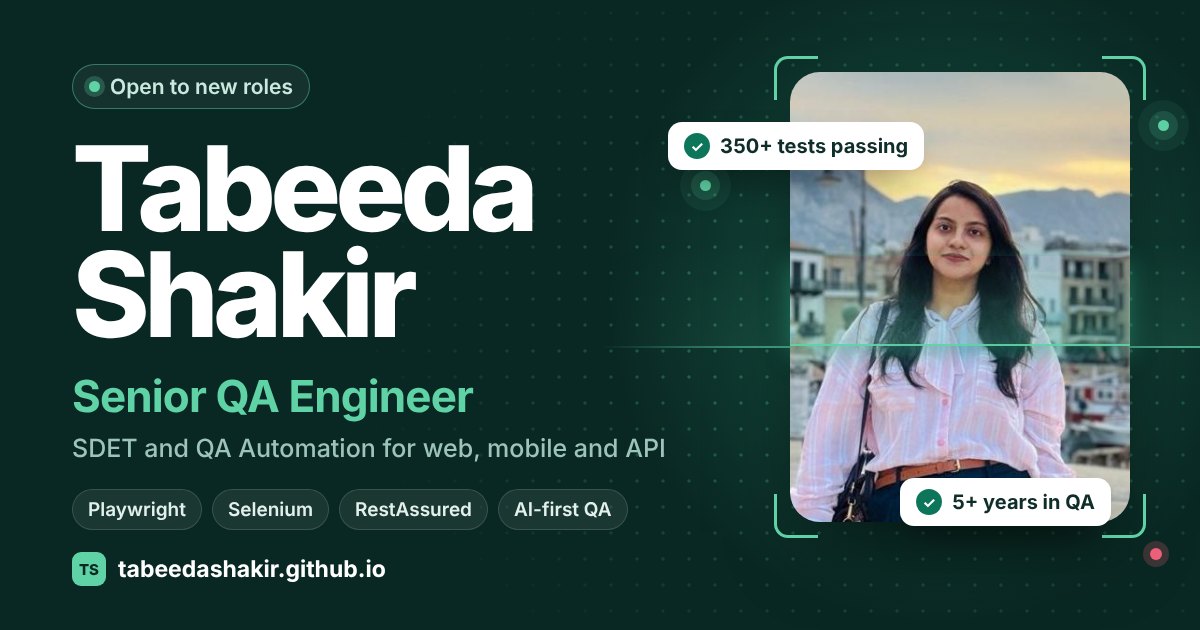 Open to new roles
Tabeeda
Shakir
Senior QA Engineer
SDET and QA Automation for web, mobile and API
Playwright
Selenium
RestAssured
AI-first QA
TS
tabeedashakir.github.io
350+ tests passing
5+ years in QA